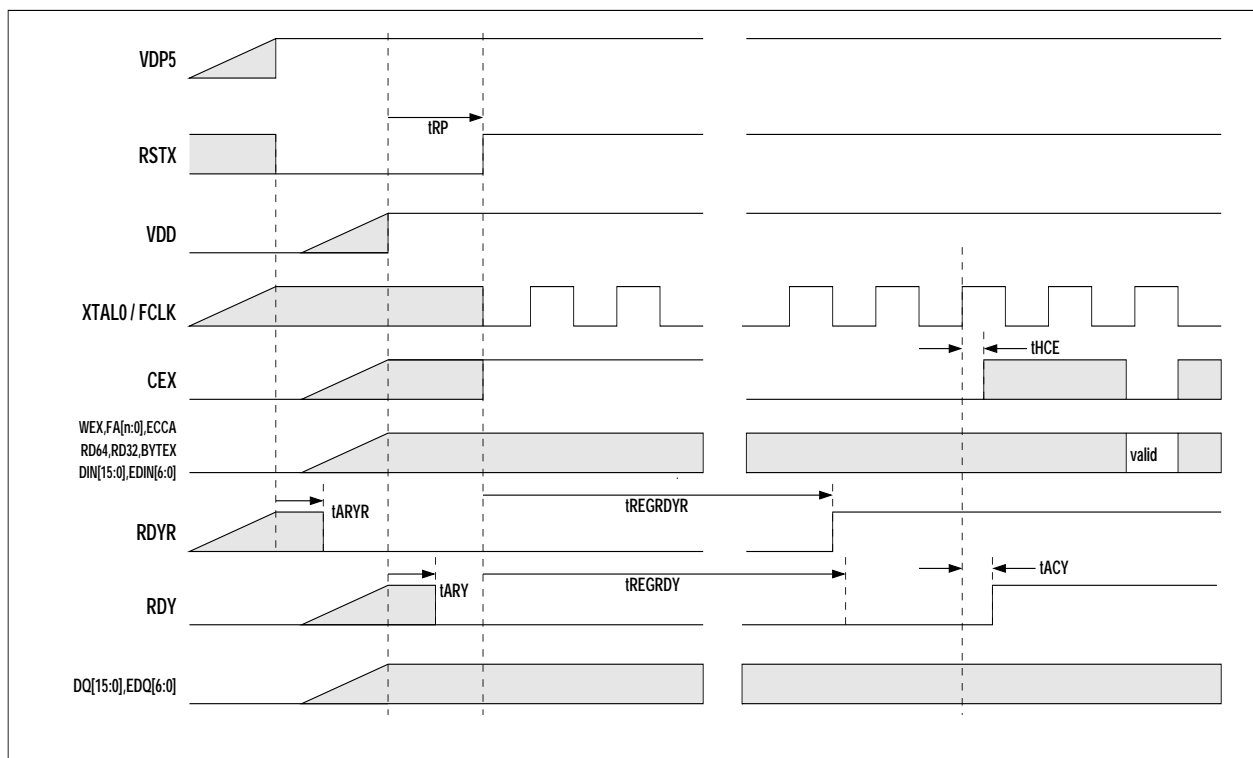 VDP5
tRP
RSTX
VDD
XTAL0 / FCLK
tHCE
CEX
WEX,FA[n:0],ECCA
RD64,RD32,BYTEX
DIN[15:0],EDIN[6:0]
valid
tARYR
tREGRDYR
RDYR
tARY
tREGRDY
tACY
RDY
DQ[15:0],EDQ[6:0]